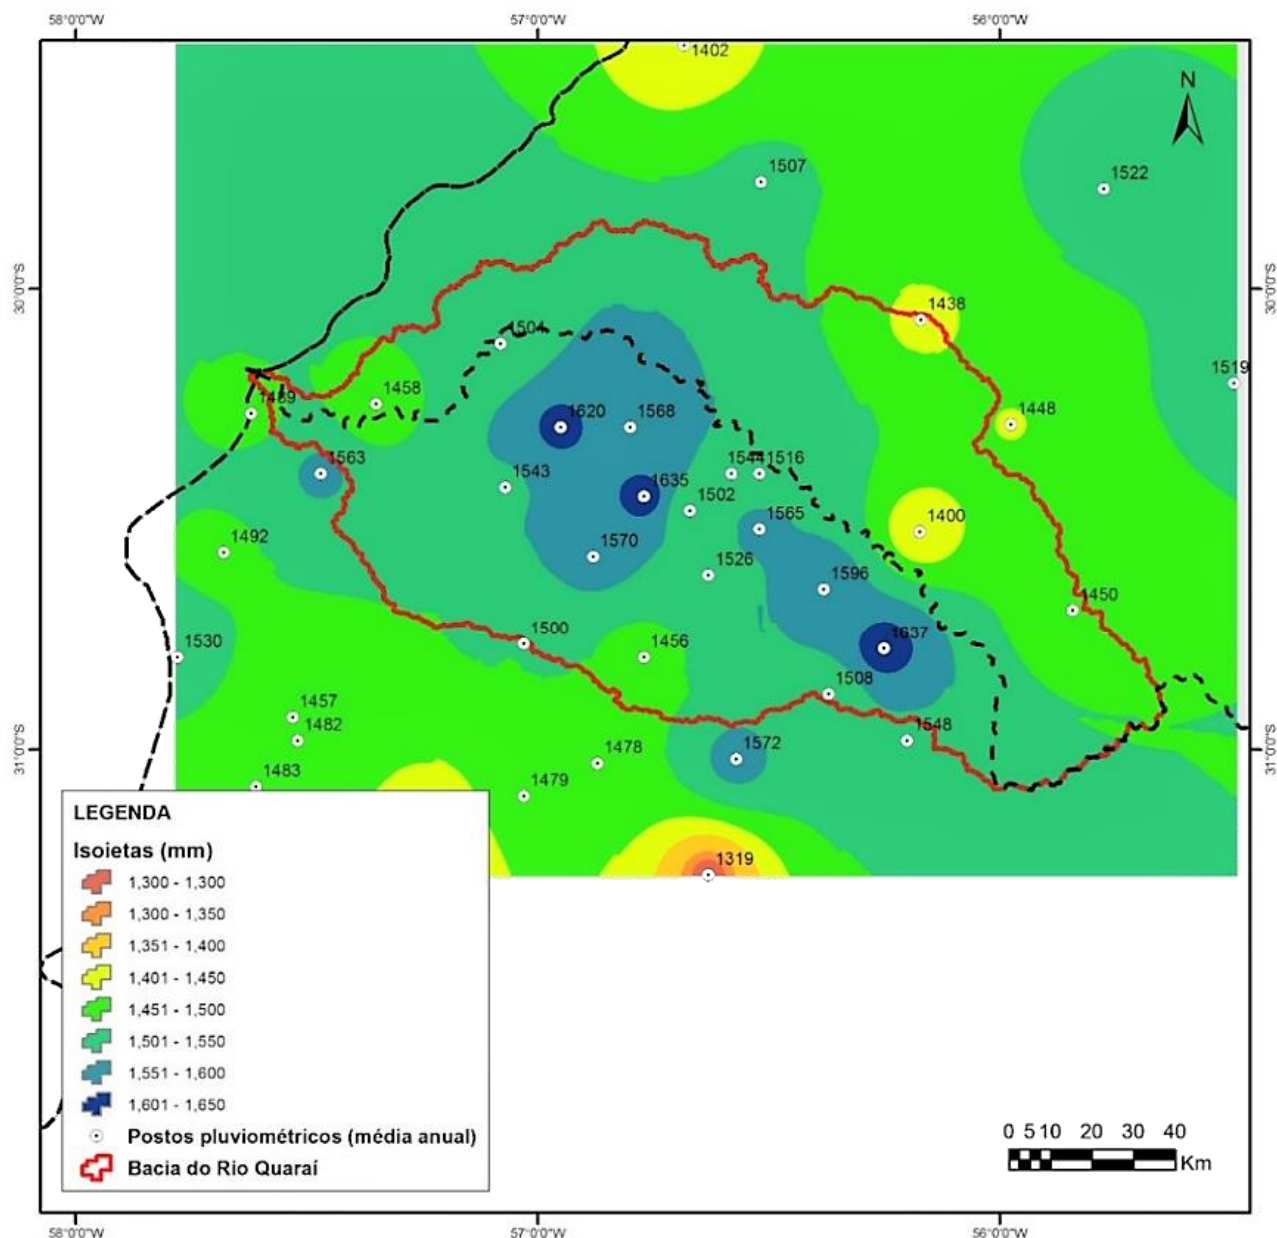 58°0'0"W 57°0'0"W 56°0'0"W
1402
N
1507
1522
30°0'0"S 30°0'0"S
1438
1504
1519
1458
1489
1620 1568
1448
1563
1544 1516
1543
1635
1502
1400
1565
1492
1570
1526
1596
1450
1500
1456
1637
1530
1508
1457
1482
1548
31°0'0"S 31°0'0"S
1478
1572
1483
1479
LEGENDA
Isoietas (mm)
1319
1,300 - 1,300
1,300 - 1,350
1,351 - 1,400
1,401 - 1,450
1,451 - 1,500
1,501 - 1,550
1,551 - 1,600
1,601 - 1,650
Postos pluviométricos (média anual)
Bacia do Rio Quaraí
0 5 10 20 30 40
Km
58°0'0"W 57°0'0"W 56°0'0"W